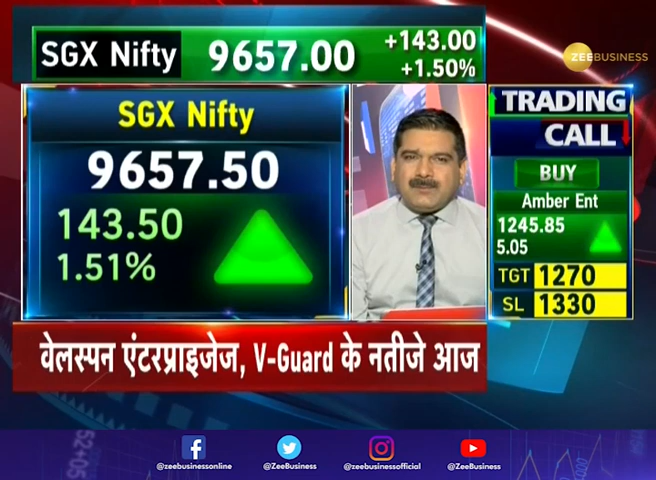 SGX Nifty 9657.00 +143.00
+1.50%
ZEEBUSINESS
SGX Nifty
9657.50
143.50
1.51%
TRADING
CALL
BUY
Amber Ent
1245.85
5.05
TGT 1270
SL 1330
वेलस्पन एंटरप्राइजेज, V-Guard के नतीजे आज
@zeebusinessonline
@ZeeBusiness
@zeebusinessofficial
@ZeeBusiness